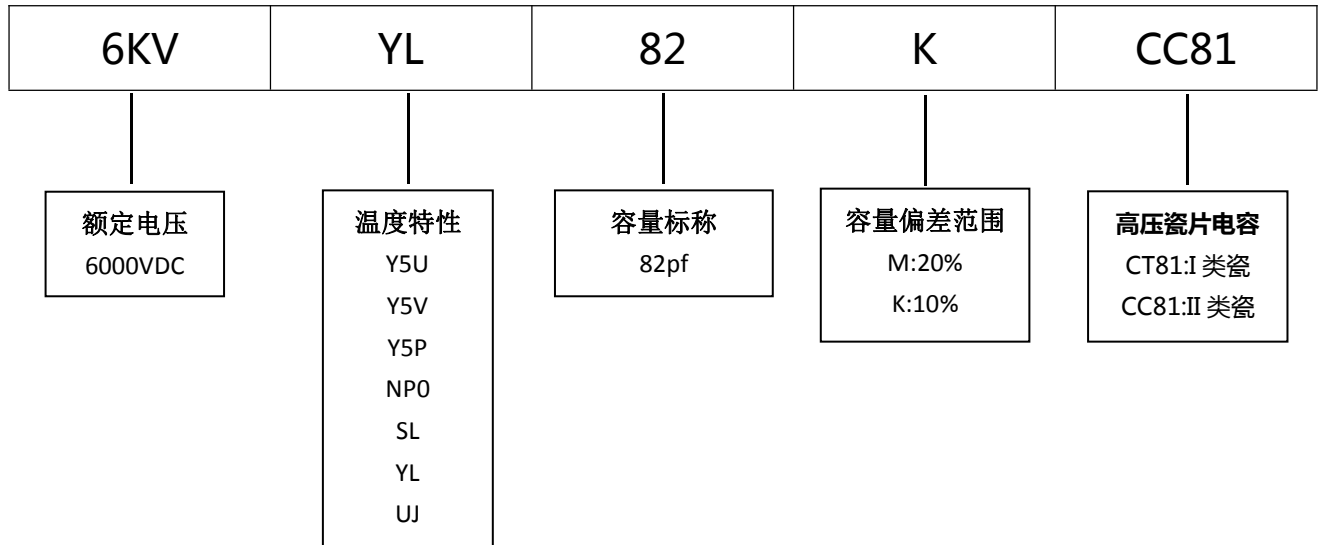 6KV YL 82 K CC81
额定电压
6000VDC
温度特性
Y5U
Y5V
Y5P
NP0
SL
YL
UJ
容量标称
82pf
容量偏差范围
M:20%
K:10%
高压瓷片电容
CT81:I 类瓷
CC81:II 类瓷